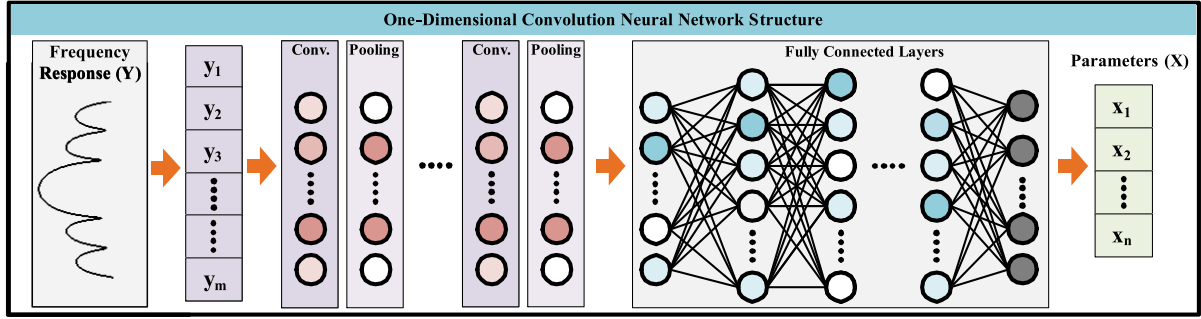 One-Dimensional Convolution Neural Network Structure
Frequency
Response (Y)
y1
y2
y3
ym
Conv.
Pooling
Conv.
Pooling
Fully Connected Layers
Parameters (X)
x1
x2
xn